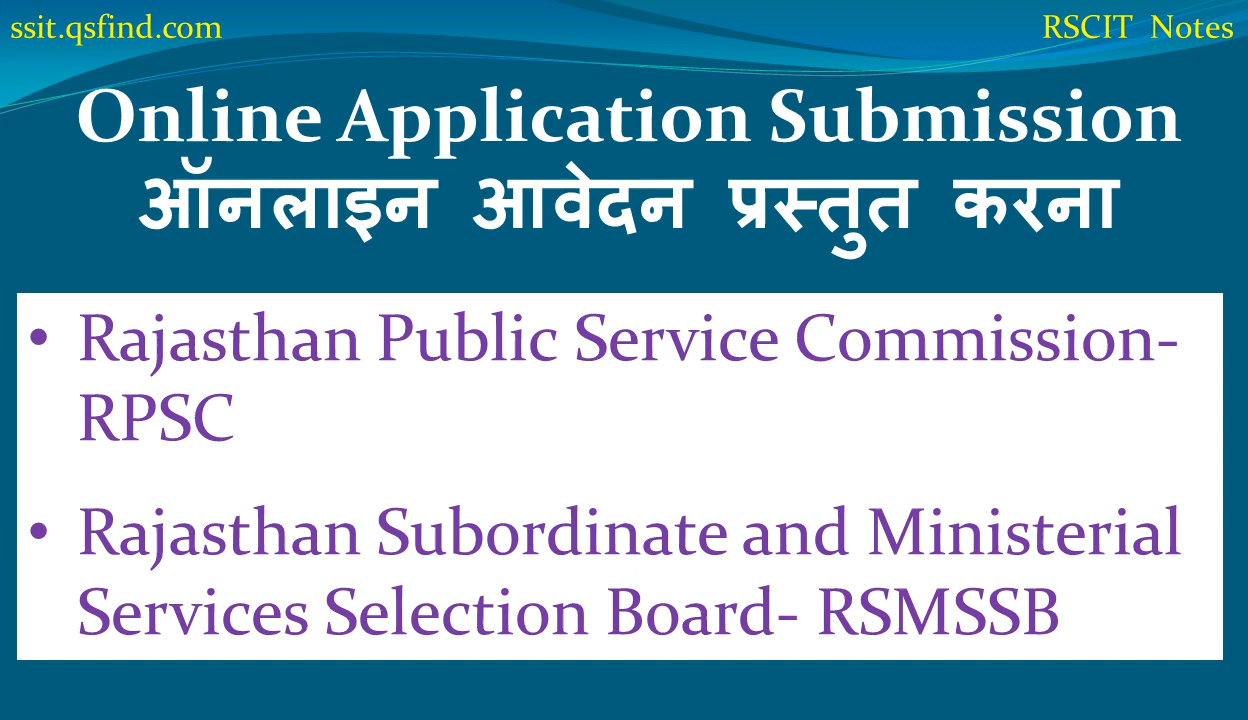 ssit.qsfind.com
RSCIT Notes
Online Application Submission
ऑनलाइन आवेदन प्रस्तुत करना
• Rajasthan Public Service Commission-
RPSC
• Rajasthan Subordinate and Ministerial
Services Selection Board- RSMSSB